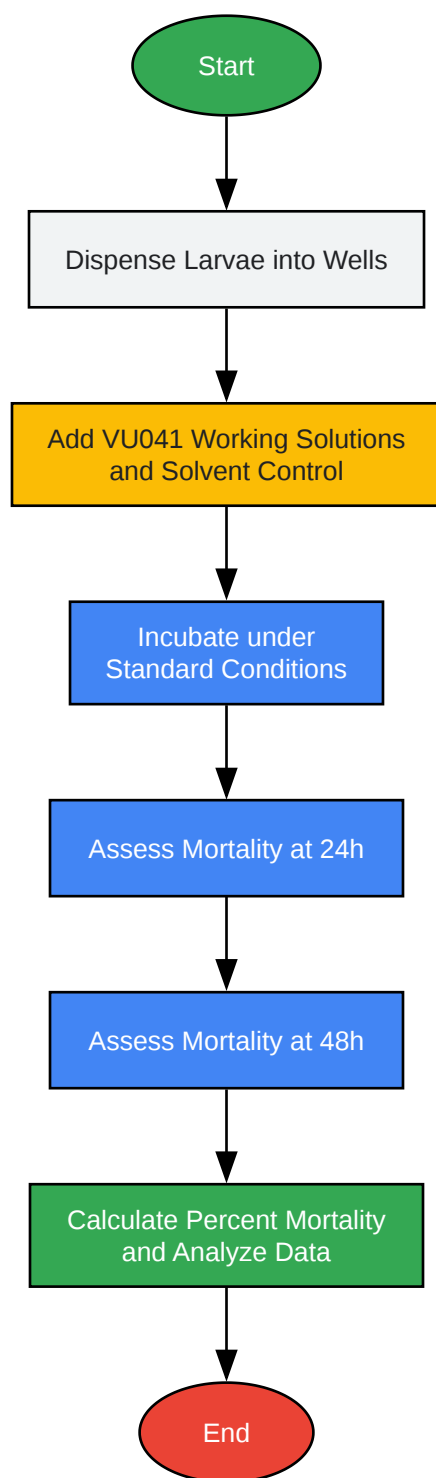 Start
Dispense Larvae into Wells
Add VU041 Working Solutions
and Solvent Control
Incubate under
Standard Conditions
Assess Mortality at 24h
Assess Mortality at 48h
Calculate Percent Mortality
and Analyze Data
End